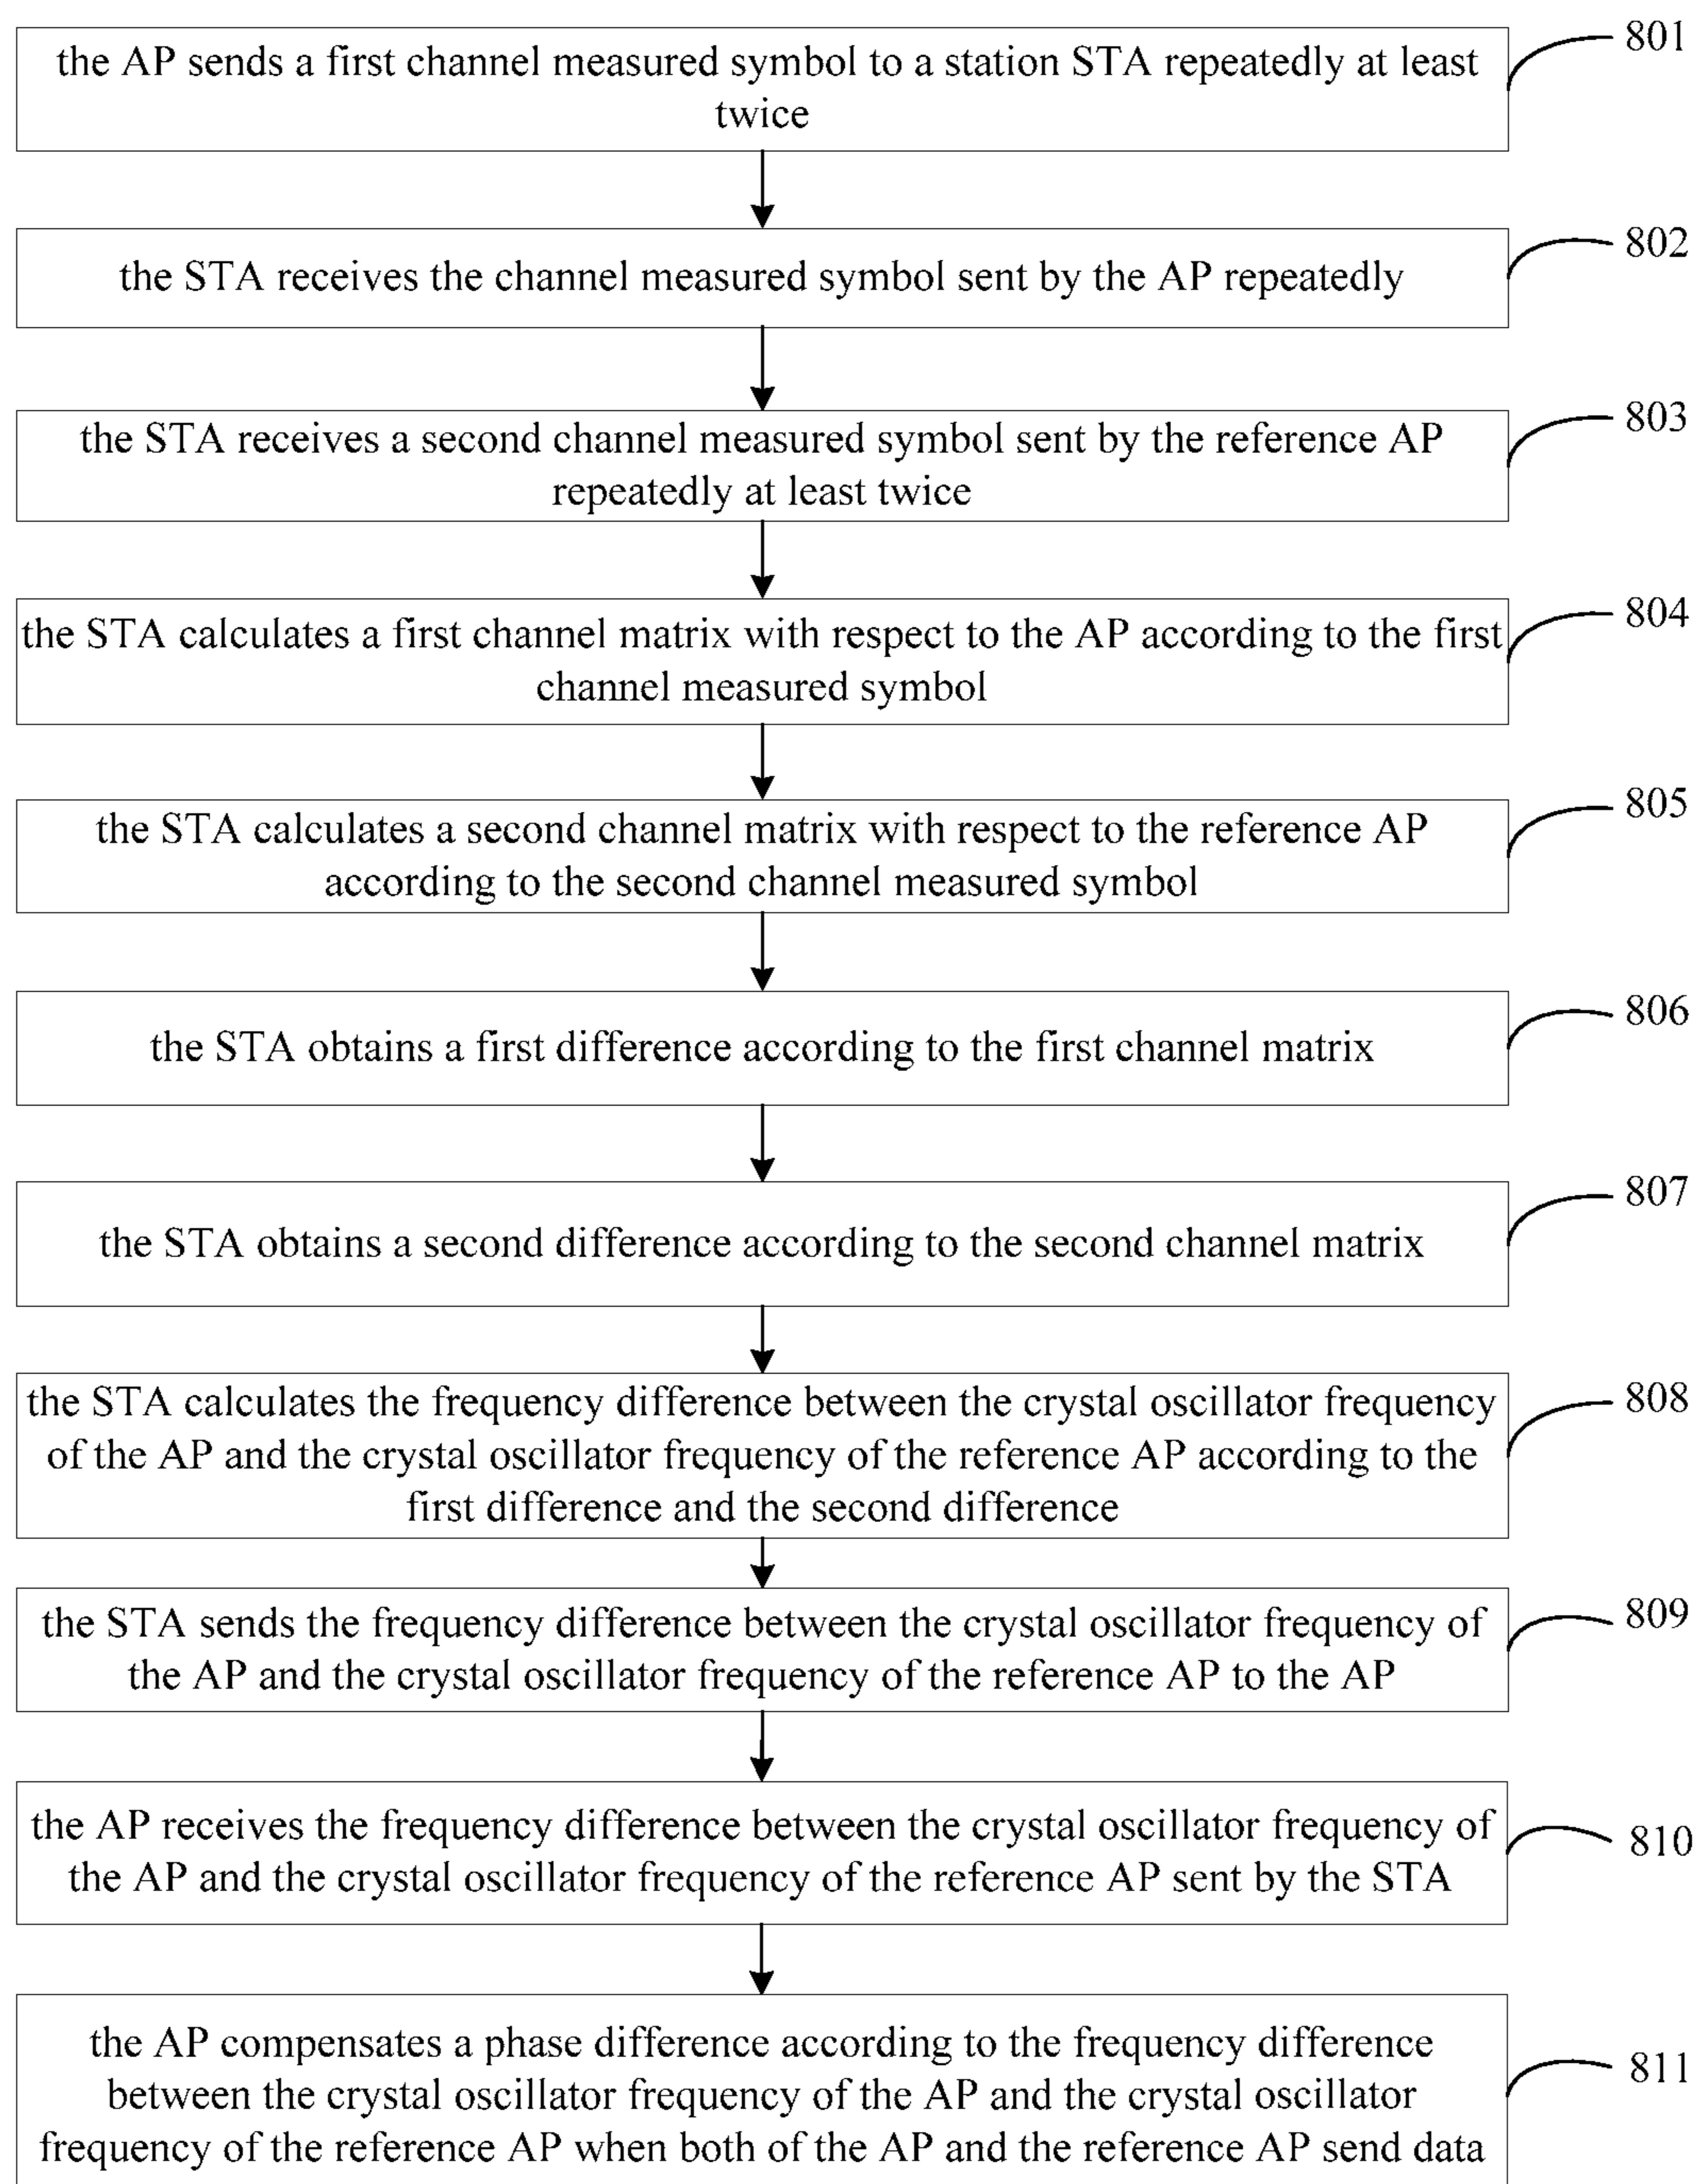 the AP sends a first channel measured symbol to a station STA repeatedly at least
twice
801
the STA receives the channel measured symbol sent by the AP repeatedly
802
the STA receives a second channel measured symbol sent by the reference AP
repeatedly at least twice
803
the STA calculates a first channel matrix with respect to the AP according to the first
channel measured symbol
804
the STA calculates a second channel matrix with respect to the reference AP
according to the second channel measured symbol
805
the STA obtains a first difference according to the first channel matrix
806
the STA obtains a second difference according to the second channel matrix
807
the STA calculates the frequency difference between the crystal oscillator frequency
of the AP and the crystal oscillator frequency of the reference AP according to the
first difference and the second difference
808
the STA sends the frequency difference between the crystal oscillator frequency of
the AP and the crystal oscillator frequency of the reference AP to the AP
809
the AP receives the frequency difference between the crystal oscillator frequency of
the AP and the crystal oscillator frequency of the reference AP sent by the STA
810
the AP compensates a phase difference according to the frequency difference
between the crystal oscillator frequency of the AP and the crystal oscillator
frequency of the reference AP when both of the AP and the reference AP send data
811